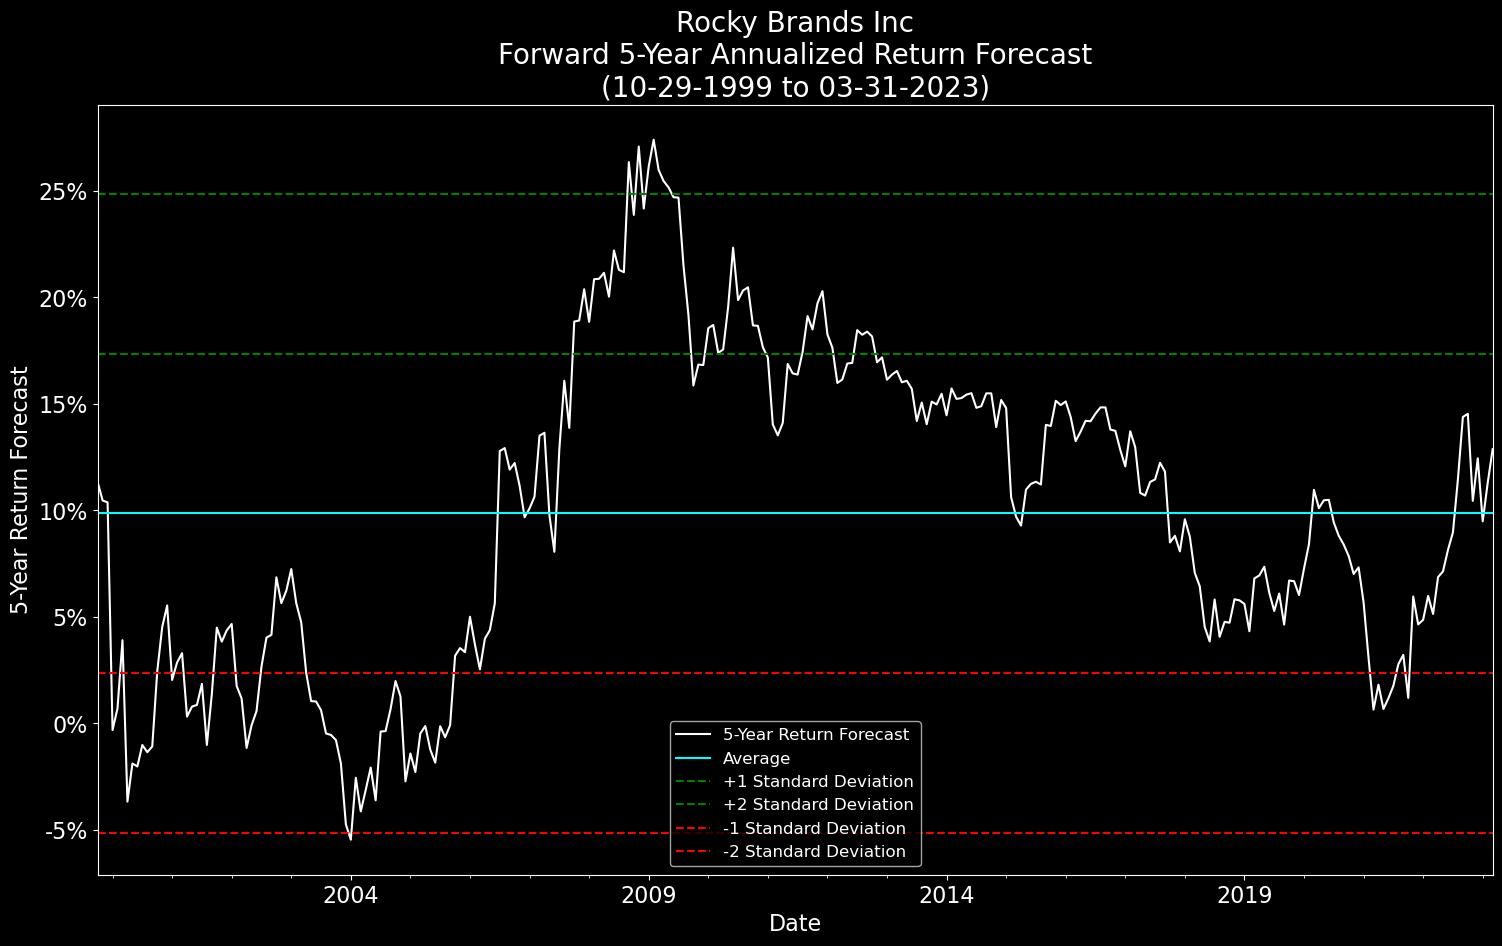 Rocky Brands Inc
Forward 5-Year Annualized Return Forecast
(10-29-1999 to 03-31-2023)
5-Year Return Forecast
25%
20%
15%
10%
5%
0%
-5%
5-Year Return Forecast
Average
+1 Standard Deviation
+2 Standard Deviation
-1 Standard Deviation
-2 Standard Deviation
2004
2009
2014
2019
Date